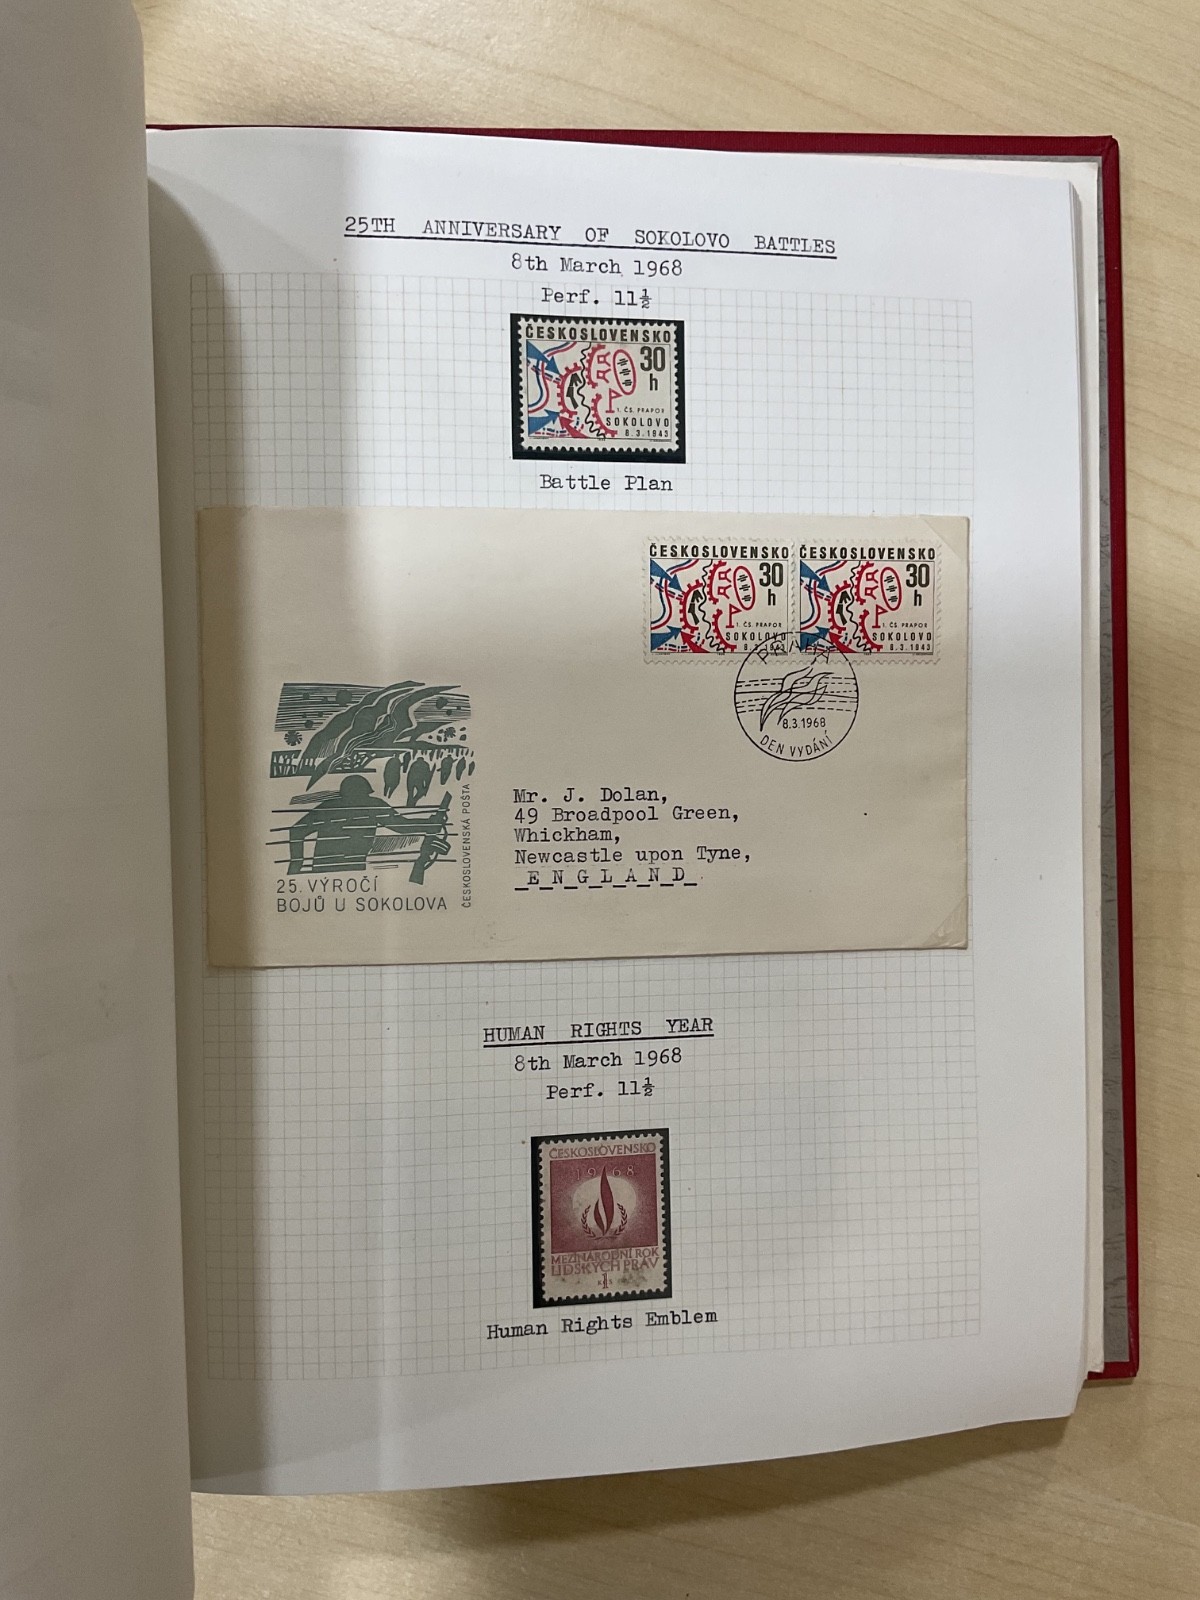 25TH ANNIVERSARY OF SOKOLOVO BATTLES
8th March 1968
Perf. 11½
ČESKOSLOVENSKO
30
h
1. ČS. PRAPOR
SOKOLOVO
8.3.1943
Battle Plan
ČESKOSLOVENSKO
30
h
1. ČS. PRAPOR
SOKOLOVO
8.3.1943
ČESKOSLOVENSKO
30
h
1. ČS. PRAPOR
SOKOLOVO
8.3.1943
PRAHA
8.3.1968
DEN VYDÁNÍ
Mr. J. Dolan,
49 Broadpool Green,
Whickham,
Newcastle upon Tyne,
E N G L A N D
25. VÝROČÍ
BOJŮ U SOKOLOVA
ČESKOSLOVENSKÁ POŠTA
HUMAN RIGHTS YEAR
8th March 1968
Perf. 11½
ČESKOSLOVENSKO
1968
MEZINÁRODNÍ ROK
LIDSKÝCH PRÁV
1
Human Rights Emblem